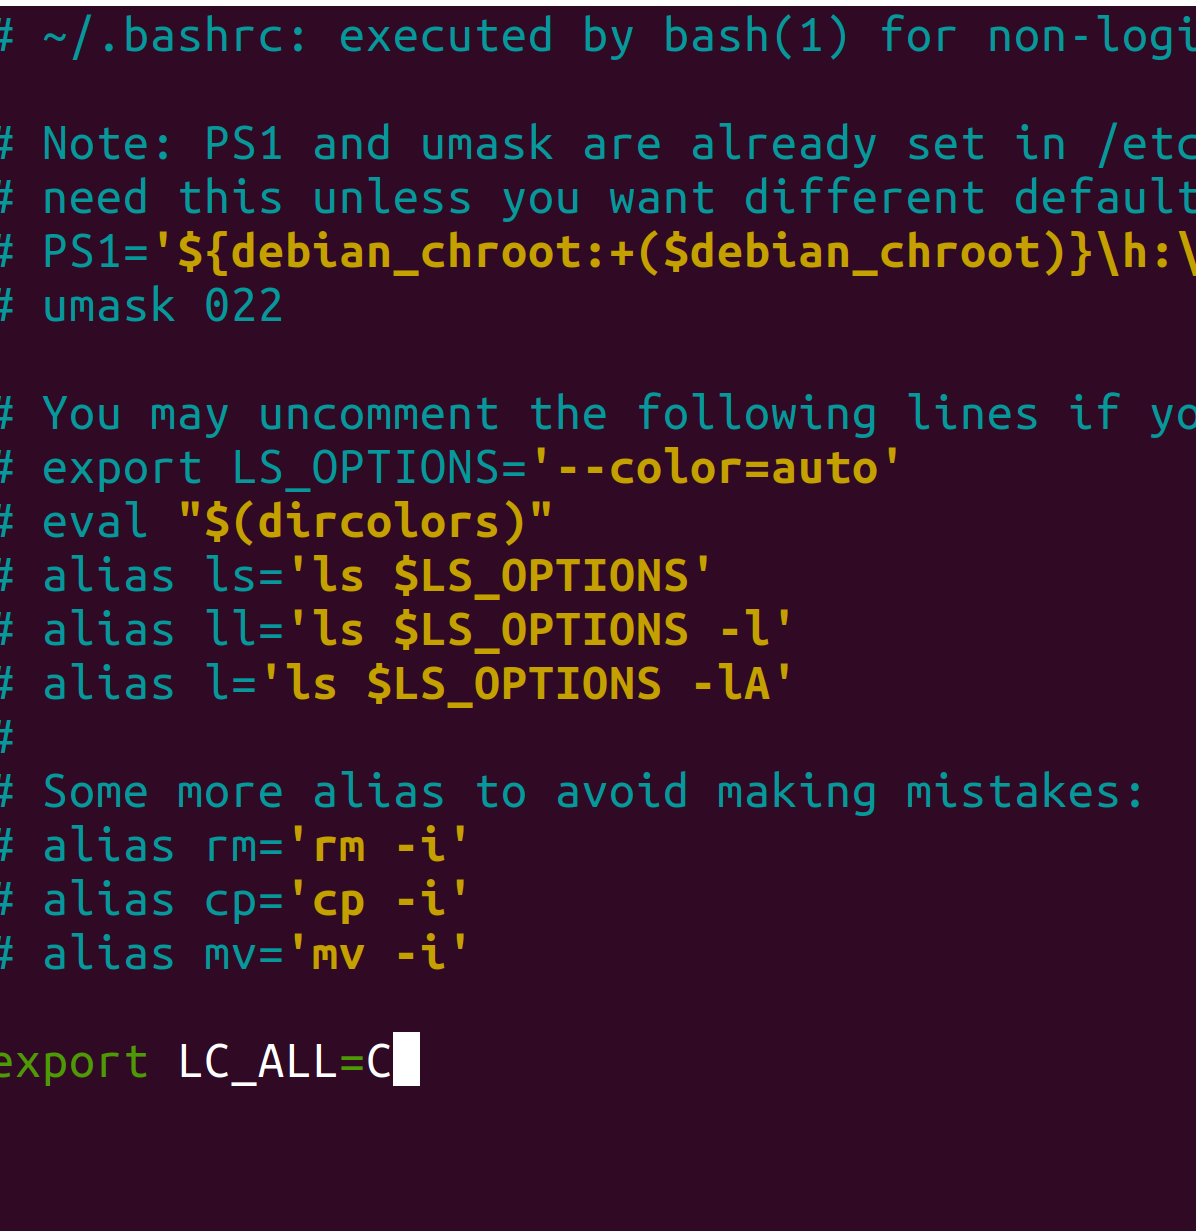 # ~/.bashrc: executed by bash(1) for non-logi
# Note: PS1 and umask are already set in /etc
# need this unless you want different default
# PS1='${debian_chroot:+($debian_chroot)}\h:\
# umask 022
# You may uncomment the following lines if yo
# export LS_OPTIONS='--color=auto'
# eval "$(dircolors)"
# alias ls='ls $LS_OPTIONS'
# alias ll='ls $LS_OPTIONS -l'
# alias l='ls $LS_OPTIONS -lA'
#
# Some more alias to avoid making mistakes:
# alias rm='rm -i'
# alias cp='cp -i'
# alias mv='mv -i'
export LC_ALL=C